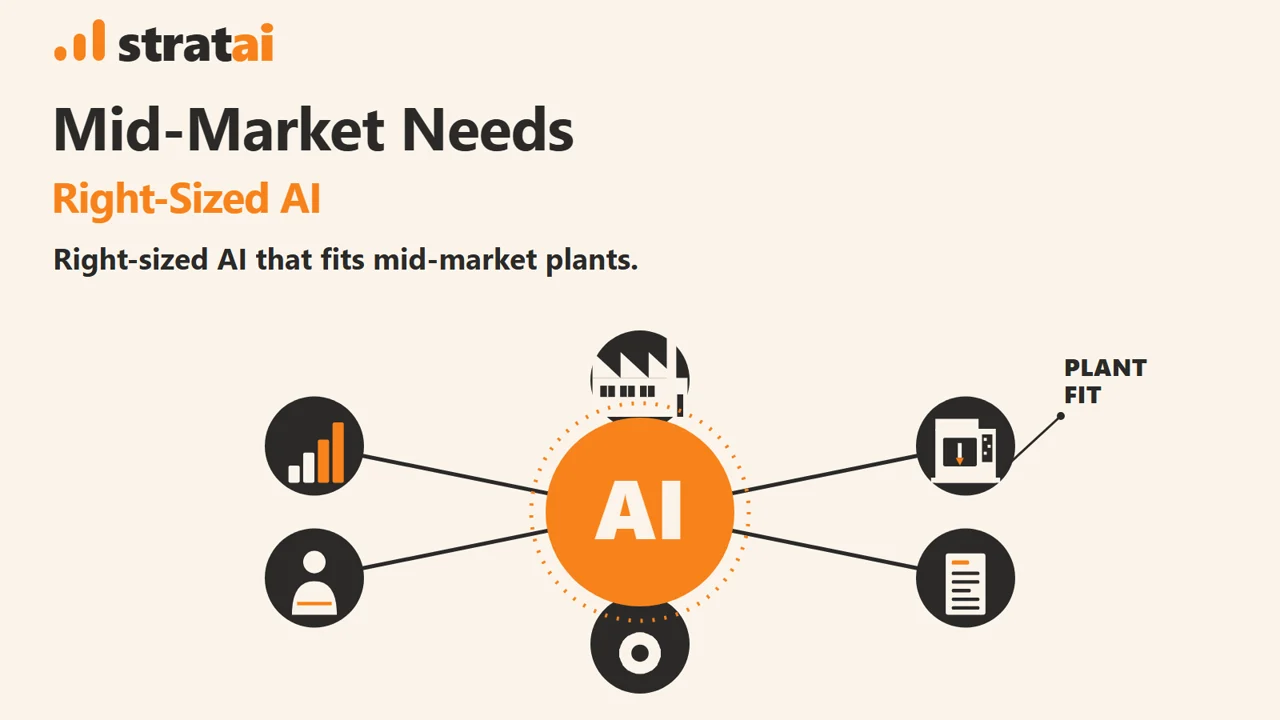 stratai
Mid-Market Needs
Right-Sized AI
Right-sized AI that fits mid-market plants.
PLANT
FIT
AI